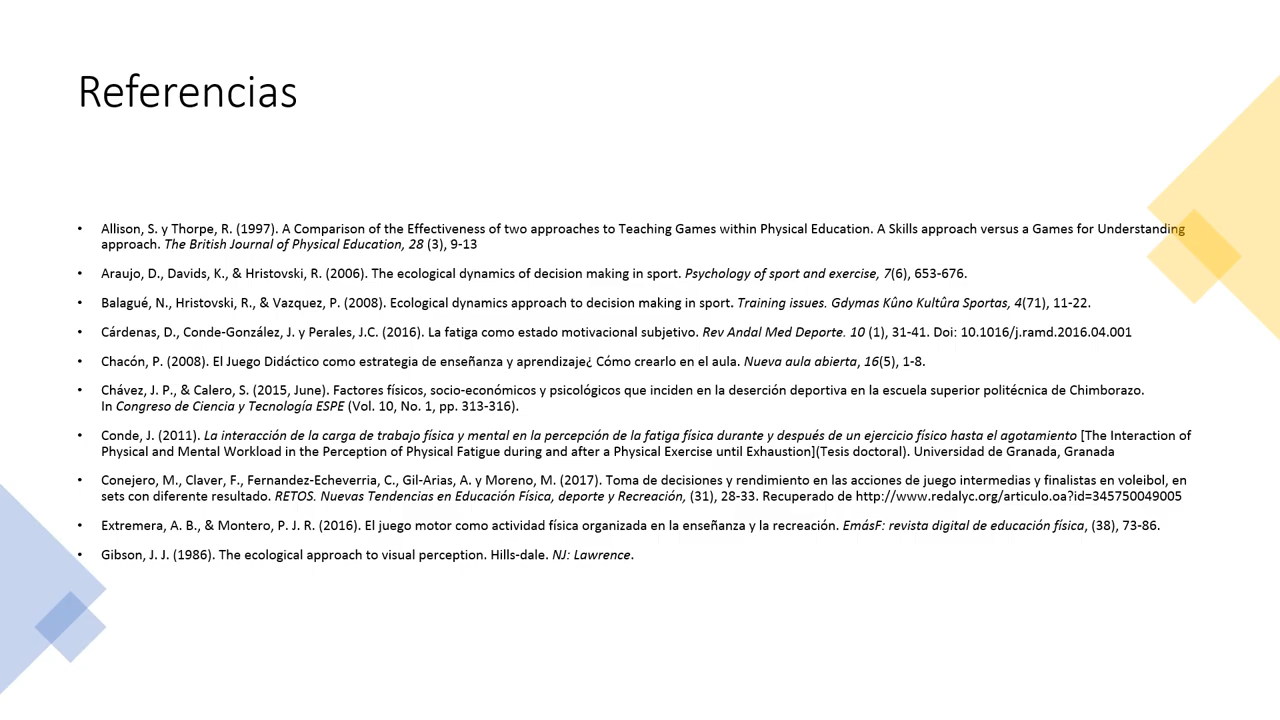 Referencias
• Allison, S. y Thorpe, R. (1997). A Comparison of the Effectiveness of two approaches to Teaching Games within Physical Education. A Skills approach versus a Games for Understanding
approach. The British Journal of Physical Education, 28 (3), 9-13
• Araujo, D., Davids, K., & Hristovski, R. (2006). The ecological dynamics of decision making in sport. Psychology of sport and exercise, 7(6), 653-676.
• Balagué, N., Hristovski, R., & Vazquez, P. (2008). Ecological dynamics approach to decision making in sport. Training issues. Gdymas Kûno Kultûra Sportas, 4(71), 11-22.
• Cárdenas, D., Conde-González, J. y Perales, J.C. (2016). La fatiga como estado motivacional subjetivo. Rev Andal Med Deporte. 10 (1), 31-41. Doi: 10.1016/j.ramd.2016.04.001
• Chacón, P. (2008). El Juego Didáctico como estrategia de enseñanza y aprendizaje¿ Cómo crearlo en el aula. Nueva aula abierta, 16(5), 1-8.
• Chávez, J. P., & Calero, S. (2015, June). Factores físicos, socio-económicos y psicológicos que inciden en la deserción deportiva en la escuela superior politécnica de Chimborazo.
In Congreso de Ciencia y Tecnología ESPE (Vol. 10, No. 1, pp. 313-316).
• Conde, J. (2011). La interacción de la carga de trabajo física y mental en la percepción de la fatiga física durante y después de un ejercicio físico hasta el agotamiento [The Interaction of
Physical and Mental Workload in the Perception of Physical Fatigue during and after a Physical Exercise until Exhaustion](Tesis doctoral). Universidad de Granada, Granada
• Conejero, M., Claver, F., Fernandez-Echeverria, C., Gil-Arias, A. y Moreno, M. (2017). Toma de decisiones y rendimiento en las acciones de juego intermedias y finalistas en voleibol, en
sets con diferente resultado. RETOS. Nuevas Tendencias en Educación Física, deporte y Recreación, (31), 28-33. Recuperado de http://www.redalyc.org/articulo.oa?id=345750049005
• Extremera, A. B., & Montero, P. J. R. (2016). El juego motor como actividad física organizada en la enseñanza y la recreación. EmásF: revista digital de educación física, (38), 73-86.
• Gibson, J. J. (1986). The ecological approach to visual perception. Hills-dale. NJ: Lawrence.